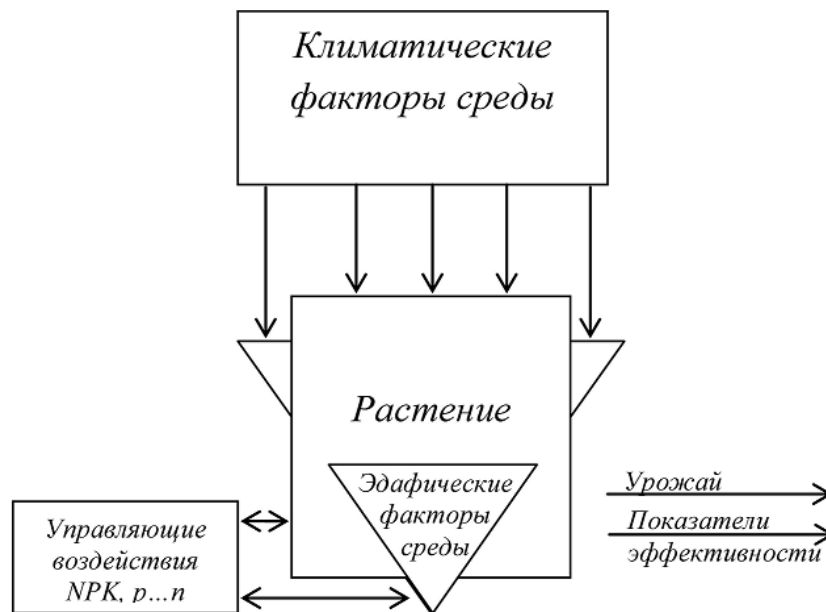 Климатические
факторы среды
Растение
Эдафические
факторы
среды
Урожай
Показатели
эффективности
Управляющие
воздействия
NPK, p...n